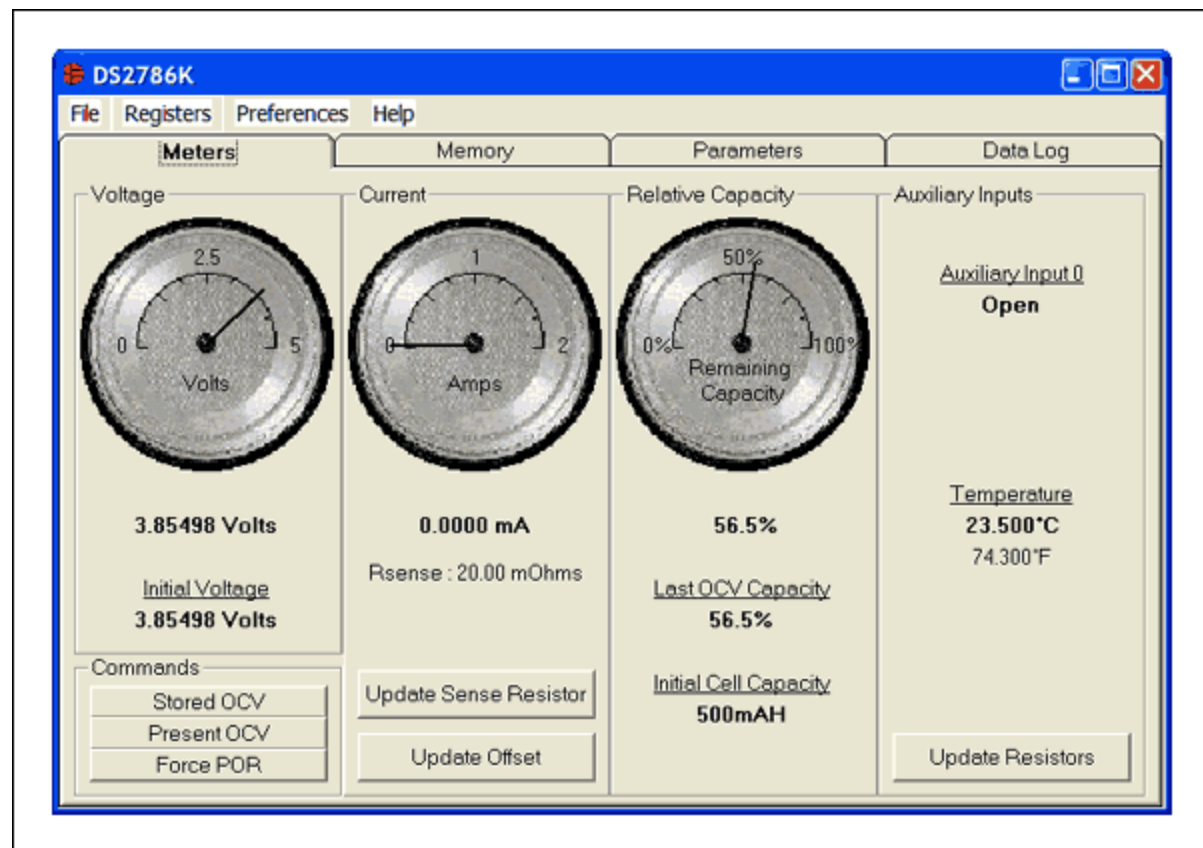 DS2786K
File Registers Preferences Help
Meters Memory Parameters Data Log
Voltage
2.5
0 5
Volts
3.85498 Volts
Initial Voltage
3.85498 Volts
Commands
Stored OCV
Present OCV
Force POR
Current
1
0 2
Amps
0.0000 mA
Rsense : 20.00 mOhms
Update Sense Resistor
Update Offset
Relative Capacity
50%
0% 100%
Remaining
Capacity
56.5%
Last OCV Capacity
56.5%
Initial Cell Capacity
500mAH
Auxiliary Inputs
Auxiliary Input 0
Open
Temperature
23.500°C
74.300°F
Update Resistors